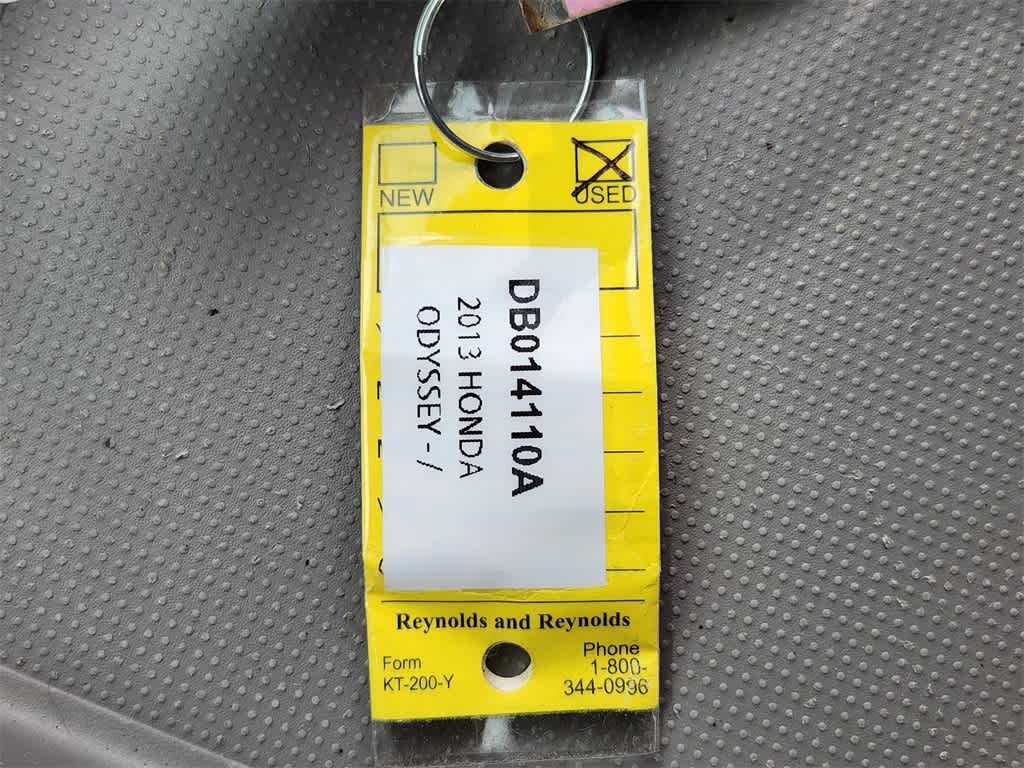 NEW
USED
DB014110A
2013 HONDA
ODYSSEY - /
Reynolds and Reynolds
Form
KT-200-Y
Phone
1-800-
344-0996